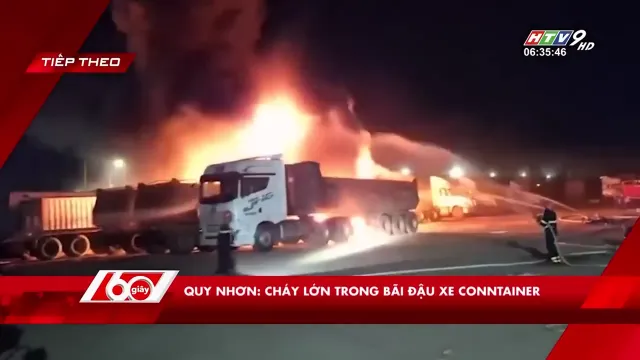 TIẾP THEO
HTV9 HD
06:35:46
60 giây
QUY NHƠN: CHÁY LỚN TRONG BÃI ĐẬU XE CONNTAINER